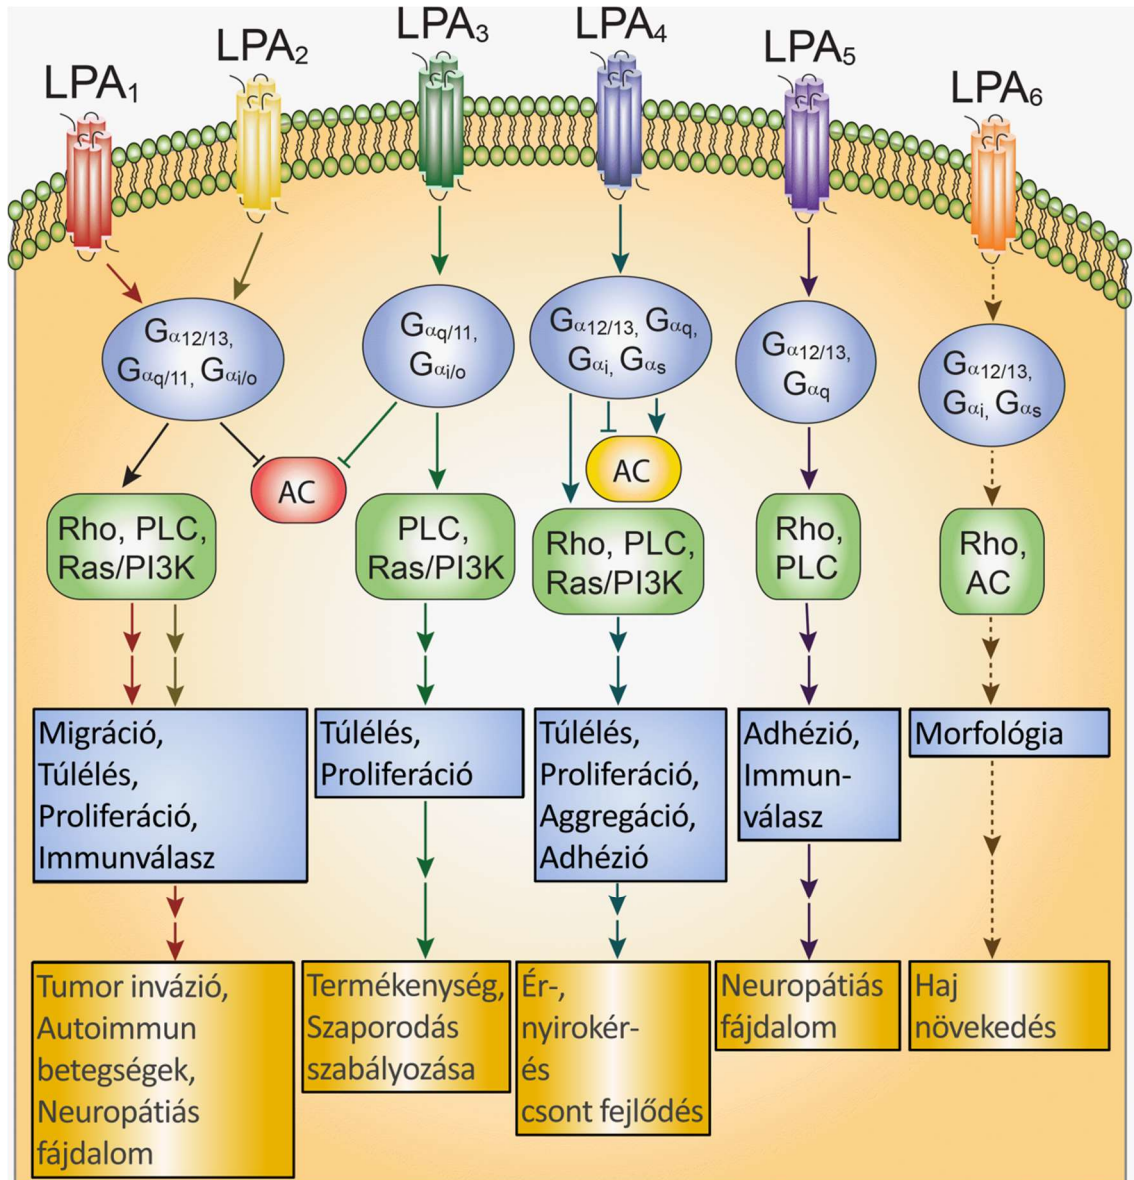 LPA₁
LPA₂
LPA₃
LPA₄
LPA₅
LPA₆
Gα12/13,
Gαq/11, Gαi/o
Gαq/11,
Gαi/o
Gα12/13, Gαq,
Gαi, Gαs
Gα12/13,
Gαq
Gα12/13,
Gαi, Gαs
AC
AC
Rho, PLC,
Ras/PI3K
PLC,
Ras/PI3K
Rho, PLC,
Ras/PI3K
Rho,
PLC
Rho,
AC
Migráció,
Túlélés,
Proliferáció,
Immunválasz
Túlélés,
Proliferáció
Túlélés,
Proliferáció,
Aggregáció,
Adhézió
Adhézió,
Immun-
válasz
Morfológia
Tumor invázió,
Autoimmun
betegségek,
Neuropátiás
fájdalom
Termékenység,
Szaporodás
szabályozása
Ér-,
nyirokér-
és
csont fejlődés
Neuropátiás
fájdalom
Haj
növekedés